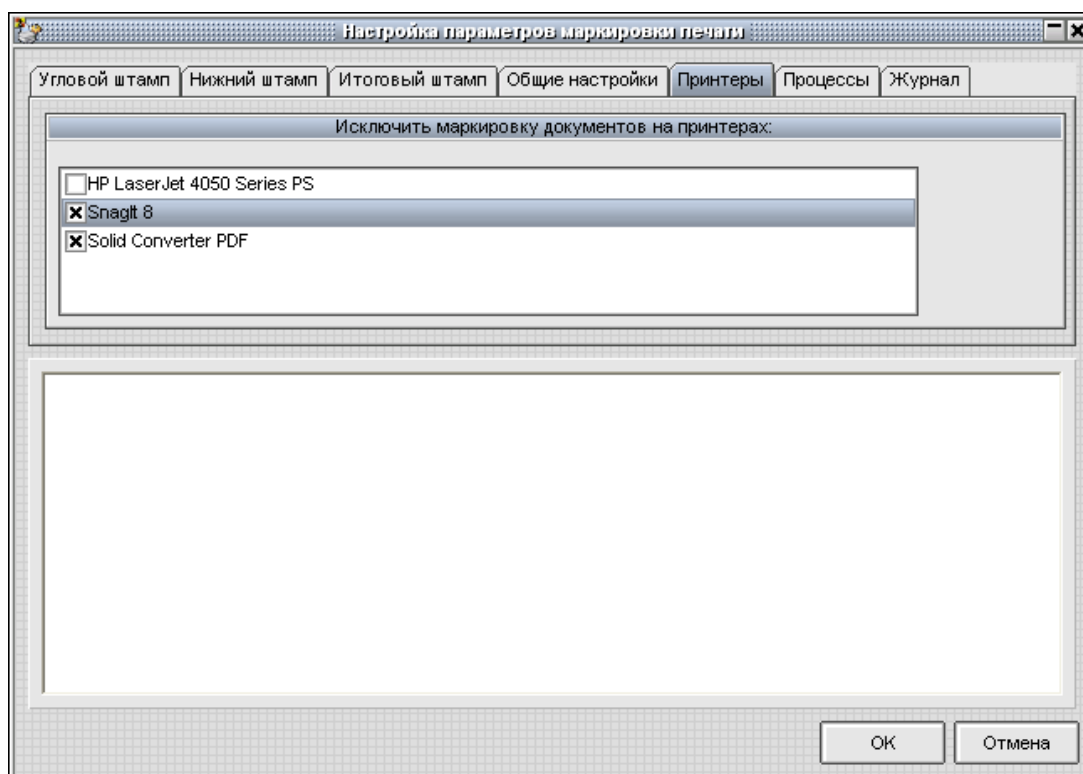 Настройка параметров маркировки печати
Угловой штамп Нижний штамп Итоговый штамп Общие настройки Принтеры Процессы Журнал
Исключить маркировку документов на принтерах:
HP LaserJet 4050 Series PS
SnagIt 8
Solid Converter PDF
OK Отмена